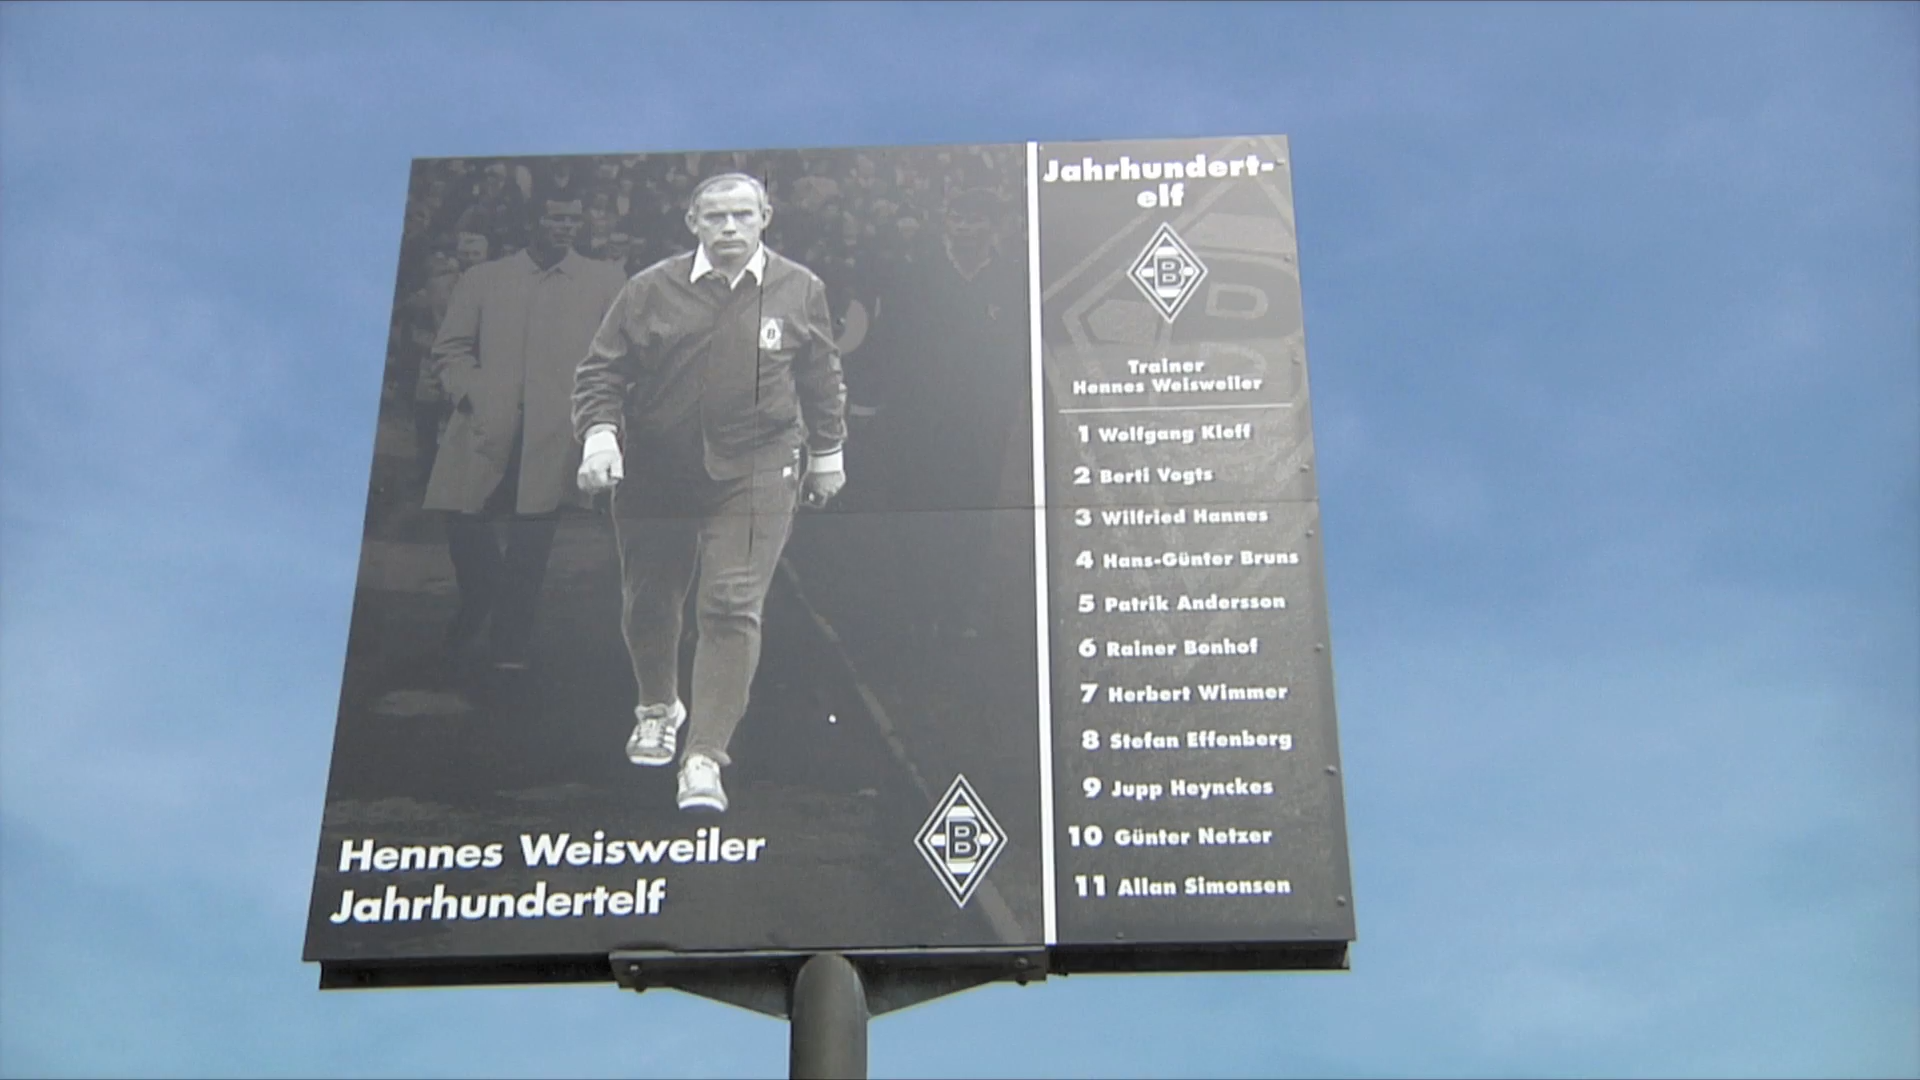 Jahrhundert-
elf
B
Trainer
Hennes Weisweiler
1 Wolfgang Kleff
2 Berti Vogts
3 Wilfried Hannes
4 Hans-Günter Bruns
5 Patrik Andersson
6 Rainer Bonhof
7 Herbert Wimmer
8 Stefan Effenberg
9 Jupp Heynckes
10 Günter Netzer
11 Allan Simonsen
B
Hennes Weisweiler
Jahrhundertelf
B